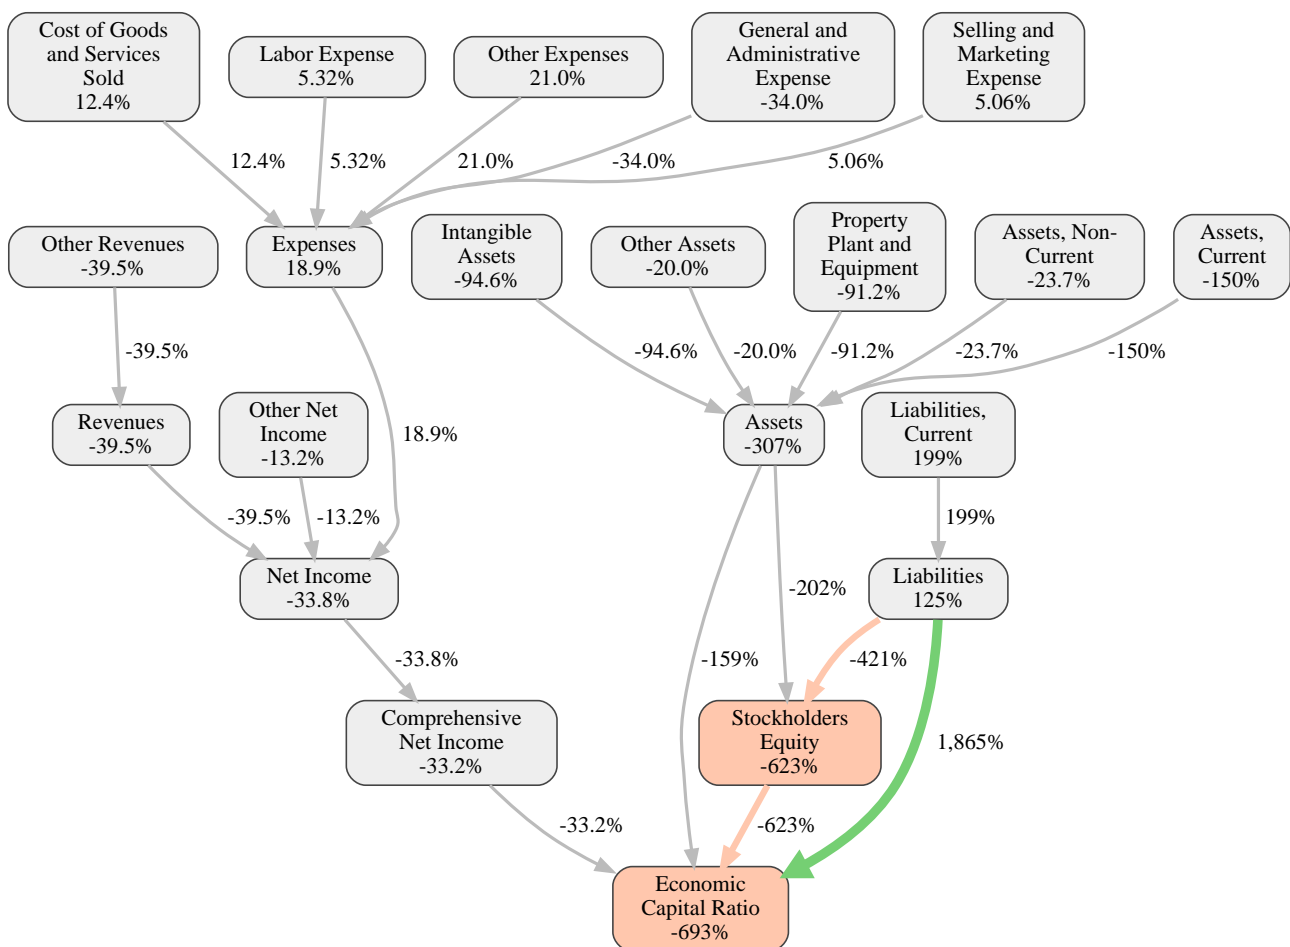 Cost of Goods
and Services
Sold
12.4%
Labor Expense
5.32%
Other Expenses
21.0%
General and
Administrative
Expense
-34.0%
Selling and
Marketing
Expense
5.06%
12.4%
5.32%
21.0%
-34.0%
5.06%
Other Revenues
-39.5%
Expenses
18.9%
Intangible
Assets
-94.6%
Other Assets
-20.0%
Property
Plant and
Equipment
-91.2%
Assets, Non-
Current
-23.7%
Assets,
Current
-150%
-39.5%
-94.6%
-20.0%
-91.2%
-23.7%
-150%
Revenues
-39.5%
Other Net
Income
-13.2%
18.9%
Assets
-307%
Liabilities,
Current
199%
-39.5%
-13.2%
199%
Net Income
-33.8%
-202%
Liabilities
125%
-33.8%
-159%
-421%
Comprehensive
Net Income
-33.2%
Stockholders
Equity
-623%
1,865%
-33.2%
-623%
Economic
Capital Ratio
-693%